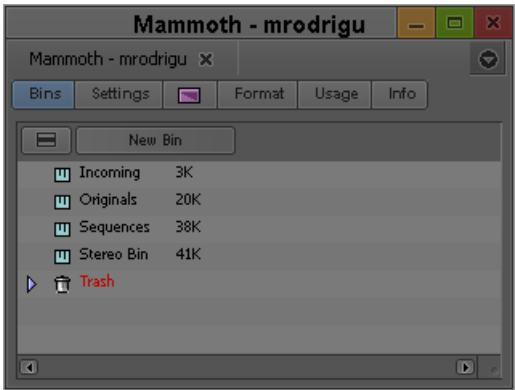 Mammoth - mrodrigu
Mammoth - mrodrigu
Bins Settings Format Usage Info
New Bin
Incoming 3K
Originals 20K
Sequences 38K
Stereo Bin 41K
Trash